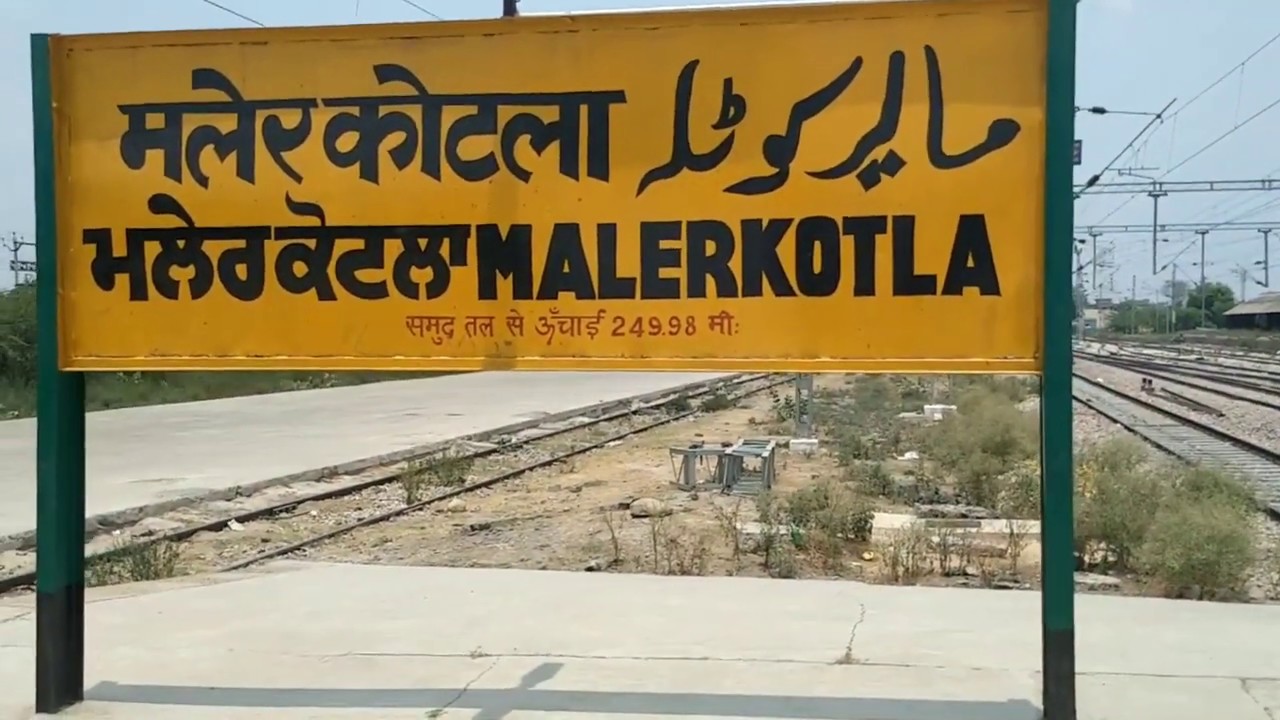 मलेरकोटला مالیرکوٹلہ
ਮਲੇਰਕੋਟਲਾ MALERKOTLA
समुद्र तल से ऊँचाई 249.98 मीः